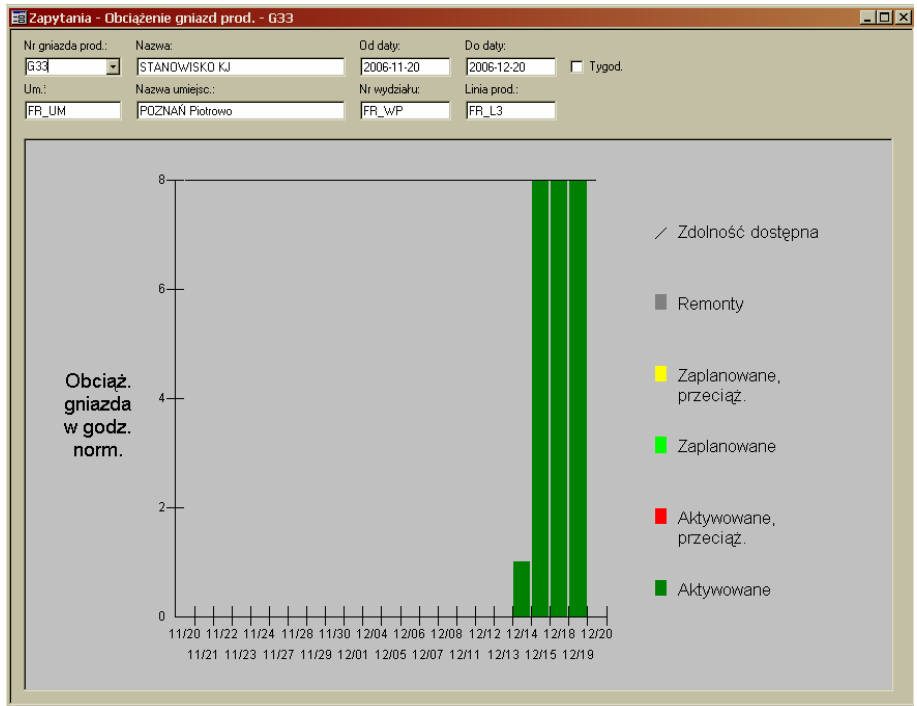 Zapytania - Obciążenie gniazd prod. - G33
Nr gniazda prod.: Nazwa: Od daty: Do daty:
G33 STANOWISKO KJ 2006-11-20 2006-12-20 Tygod.
Um.: Nazwa umiejsc.: Nr wydziału: Linia prod.:
FR_UM POZNAŃ Piotrowo FR_WP FR_L3
8
6
4
2
0
Obciąż.
gniazda
w godz.
norm.
11/20 11/22 11/24 11/28 11/30 12/04 12/06 12/08 12/12 12/14 12/18 12/20
11/21 11/23 11/27 11/29 12/01 12/05 12/07 12/11 12/13 12/15 12/19
Zdolność dostępna
Remonty
Zaplanowane,
przeciąż.
Zaplanowane
Aktywowane,
przeciąż.
Aktywowane